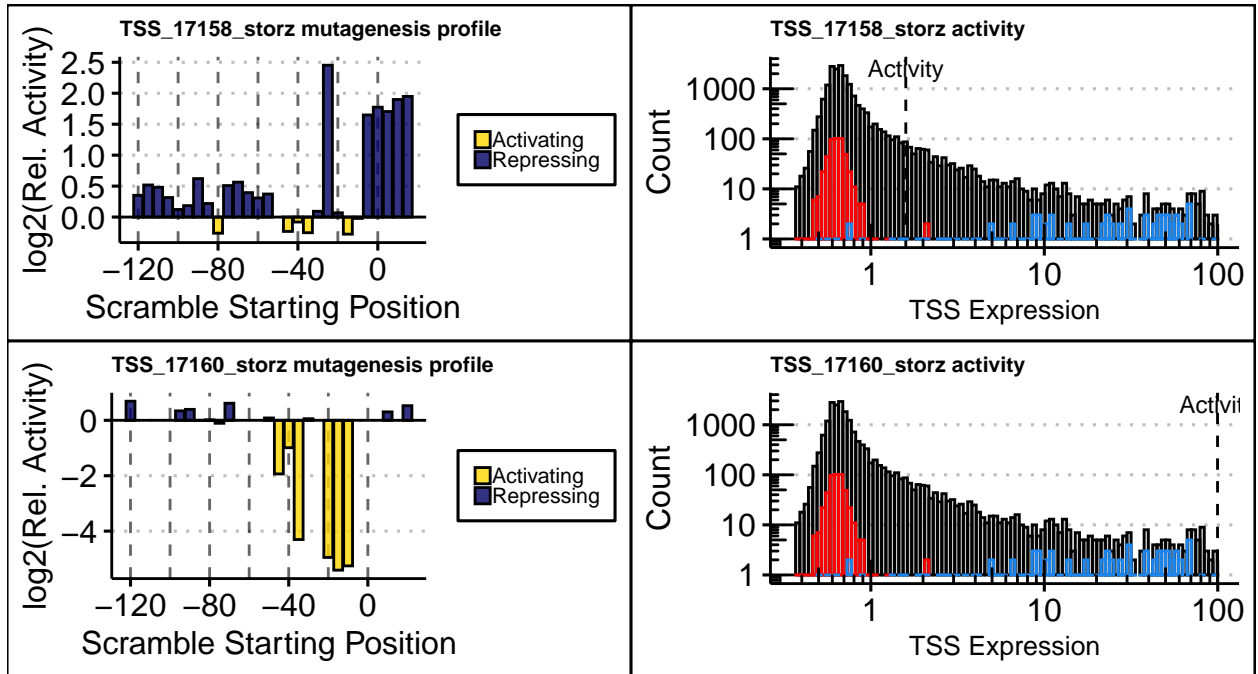 TSS_17158_storz mutagenesis profile
log2(Rel. Activity)
2.5
2.0
1.5
1.0
0.5
0.0
−120 −80 −40 0
Scramble Starting Position
Activating
Repressing
TSS_17158_storz activity
Activity
Count
1000
100
10
1
1 10 100
TSS Expression
TSS_17160_storz mutagenesis profile
log2(Rel. Activity)
0
−2
−4
−120 −80 −40 0
Scramble Starting Position
Activating
Repressing
TSS_17160_storz activity
Activit
Count
1000
100
10
1
1 10 100
TSS Expression